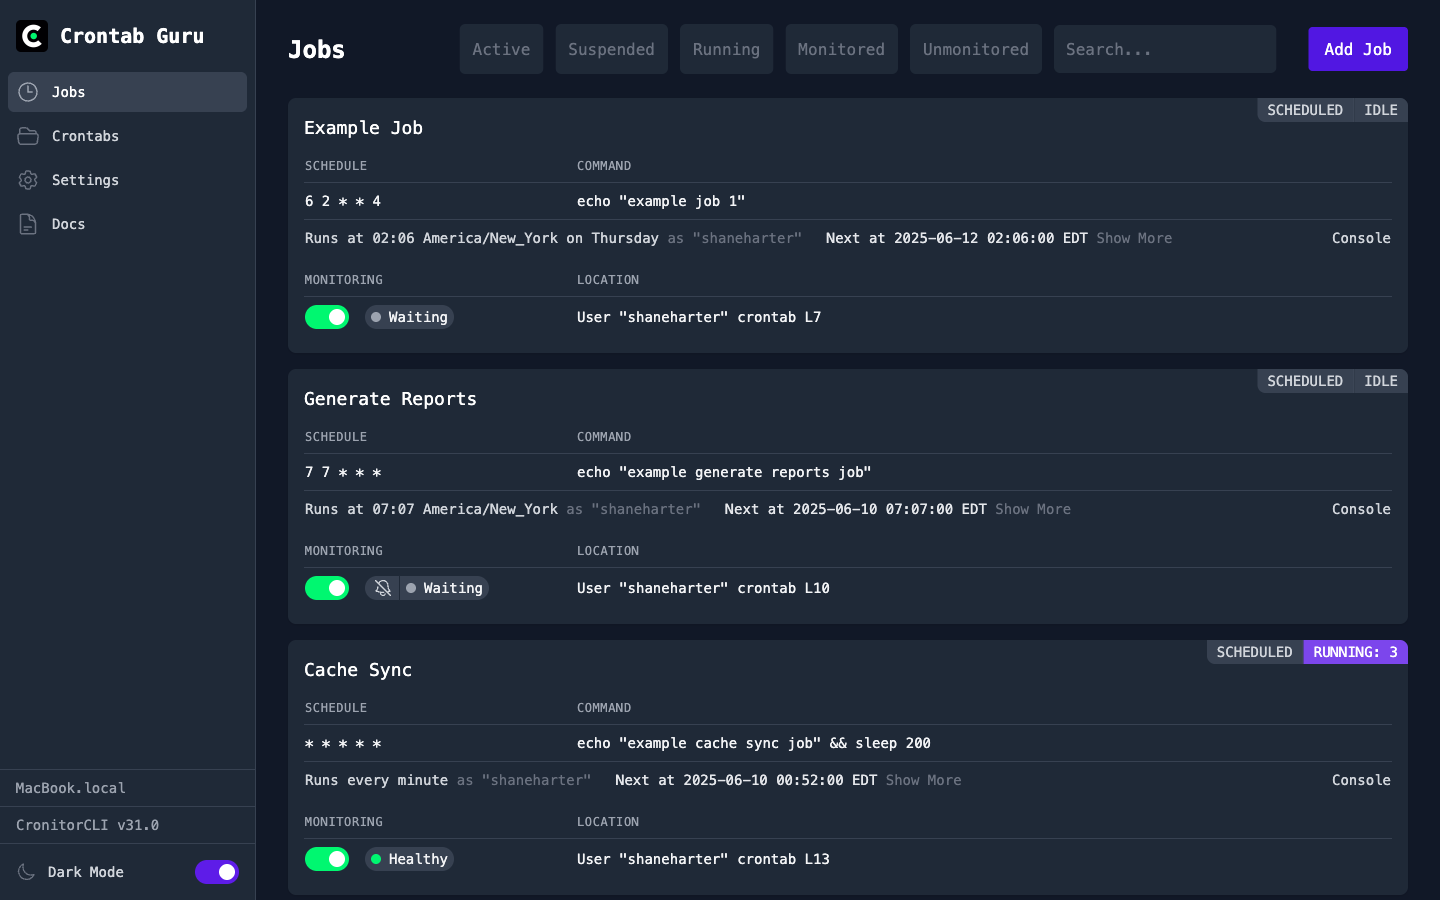 Crontab Guru
Jobs
Crontabs
Settings
Docs
MacBook.local
CronitorCLI v31.0
Dark Mode
Jobs
Active
Suspended
Running
Monitored
Unmonitored
Search...
Add Job
Example Job
SCHEDULED IDLE
SCHEDULE COMMAND
6 2 * * 4 echo "example job 1"
Runs at 02:06 America/New_York on Thursday as "shaneharter" Next at 2025-06-12 02:06:00 EDT Show More Console
MONITORING LOCATION
Waiting User "shaneharter" crontab L7
Generate Reports
SCHEDULED IDLE
SCHEDULE COMMAND
7 7 * * * echo "example generate reports job"
Runs at 07:07 America/New_York as "shaneharter" Next at 2025-06-10 07:07:00 EDT Show More Console
MONITORING LOCATION
Waiting User "shaneharter" crontab L10
Cache Sync
SCHEDULED RUNNING: 3
SCHEDULE COMMAND
* * * * * echo "example cache sync job" && sleep 200
Runs every minute as "shaneharter" Next at 2025-06-10 00:52:00 EDT Show More Console
MONITORING LOCATION
Healthy User "shaneharter" crontab L13